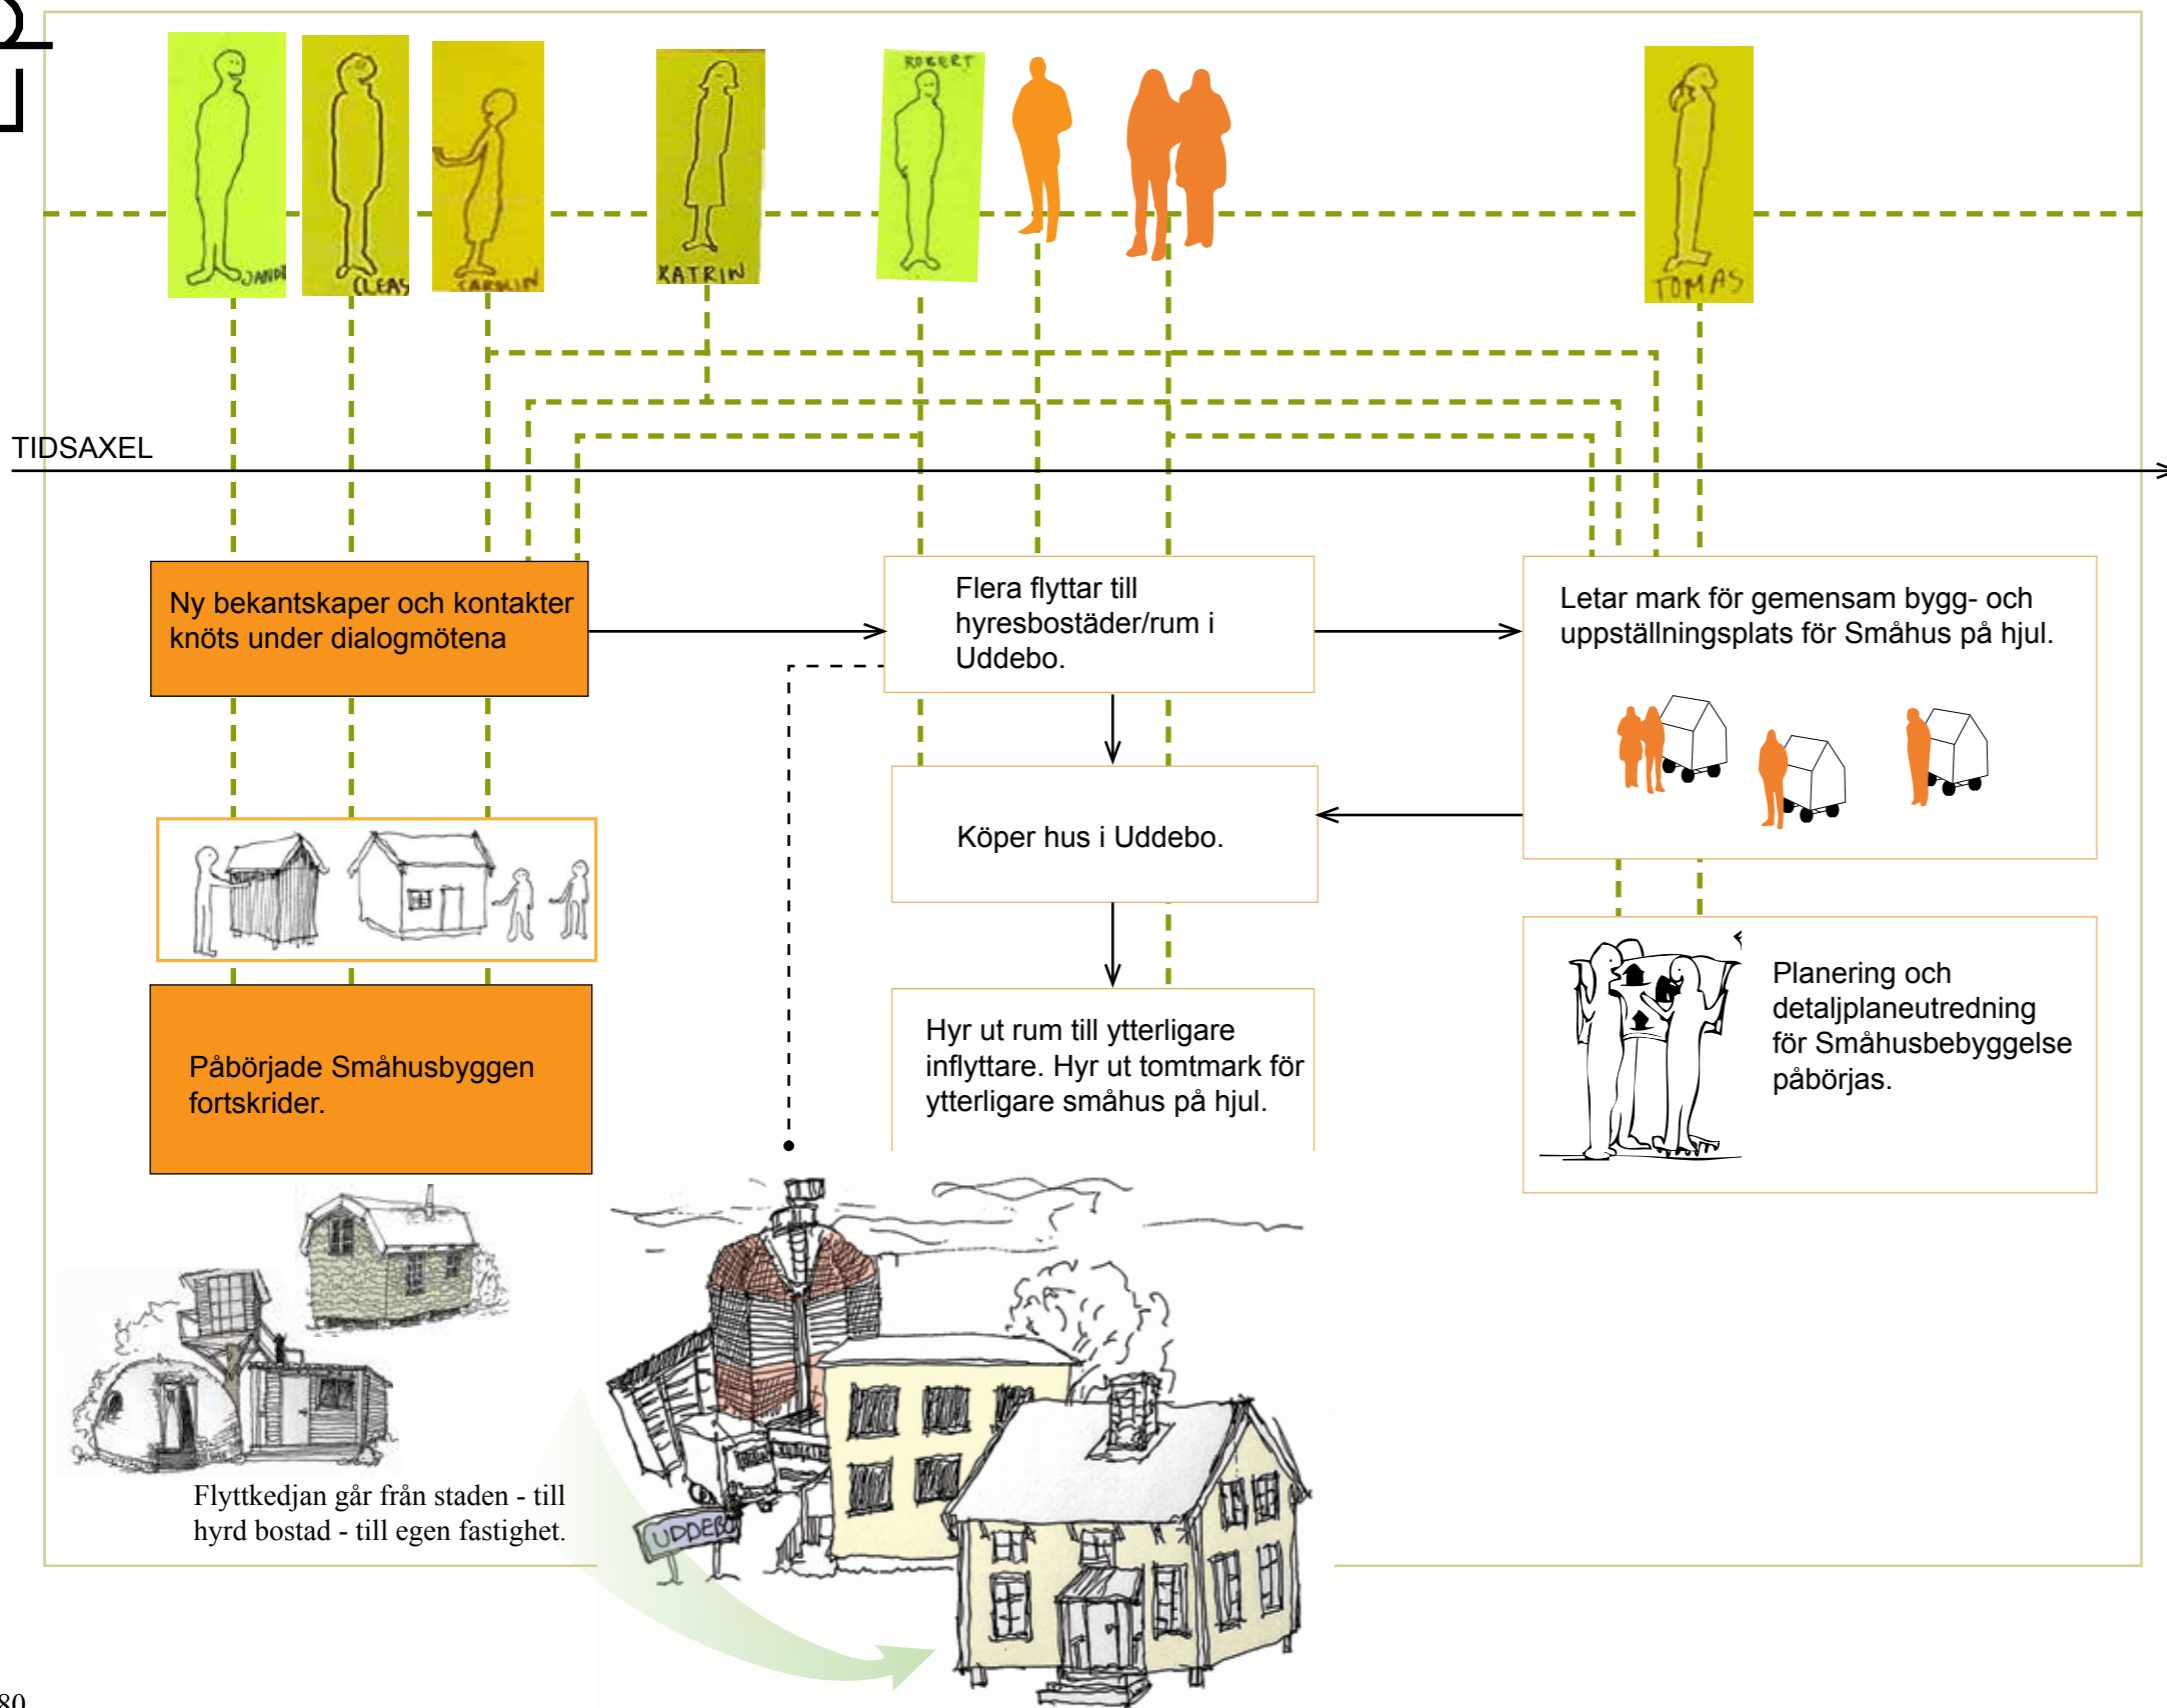 ROBERT
JANDE
CLEAS
CAROLIN
KATRIN
TOMAS
TIDSAXEL
Ny bekantskaper och kontakter
knöts under dialogmötena
Flera flyttar till
hyresbostäder/rum i
Uddebo.
Letar mark för gemensam bygg- och
uppställningsplats för Småhus på hjul.
Köper hus i Uddebo.
Påbörjade Småhusbyggen
fortskrider.
Hyr ut rum till ytterligare
inflyttare. Hyr ut tomtmark för
ytterligare småhus på hjul.
Planering och
detaljplaneutredning
för Småhusbebyggelse
påbörjas.
UDDEBO
Flyttkedjan går från staden - till
hyrd bostad - till egen fastighet.
80